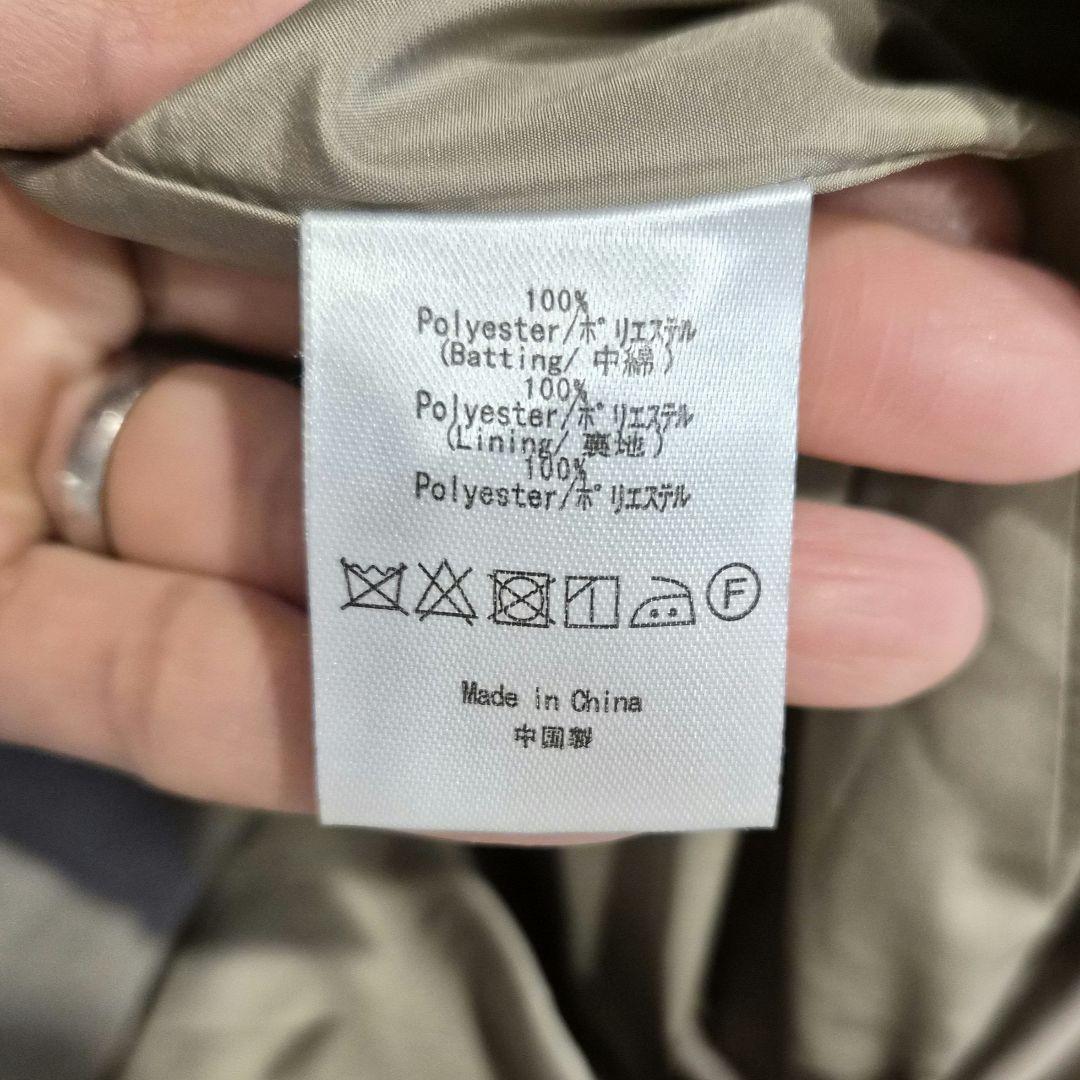 100%
Polyester/ポリエステル
(Batting/ 中綿)
100%
Polyester/ポリエステル
(Lining/ 裏地)
100%
Polyester/ポリエステル
F
Made in China
中国製